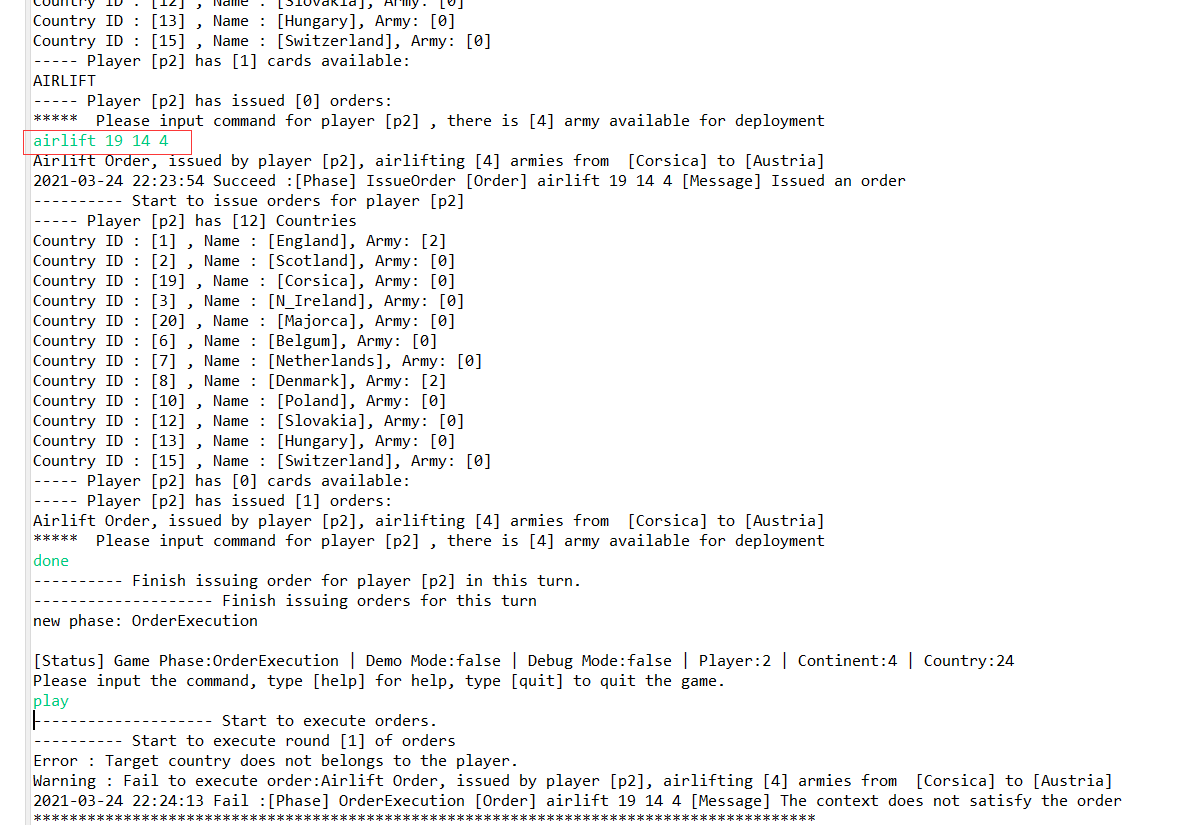 Country ID : [12] , Name : [Slovakia], Army: [0]
Country ID : [13] , Name : [Hungary], Army: [0]
Country ID : [15] , Name : [Switzerland], Army: [0]
----- Player [p2] has [1] cards available:
AIRLIFT
----- Player [p2] has issued [0] orders:
*****  Please input command for player [p2] , there is [4] army available for deployment
airlift 19 14 4
Airlift Order, issued by player [p2], airlifting [4] armies from  [Corsica] to [Austria]
2021-03-24 22:23:54 Succeed :[Phase] IssueOrder [Order] airlift 19 14 4 [Message] Issued an order
---------- Start to issue orders for player [p2]
----- Player [p2] has [12] Countries
Country ID : [1] , Name : [England], Army: [2]
Country ID : [2] , Name : [Scotland], Army: [0]
Country ID : [19] , Name : [Corsica], Army: [0]
Country ID : [3] , Name : [N_Ireland], Army: [0]
Country ID : [20] , Name : [Majorca], Army: [0]
Country ID : [6] , Name : [Belgum], Army: [0]
Country ID : [7] , Name : [Netherlands], Army: [0]
Country ID : [8] , Name : [Denmark], Army: [2]
Country ID : [10] , Name : [Poland], Army: [0]
Country ID : [12] , Name : [Slovakia], Army: [0]
Country ID : [13] , Name : [Hungary], Army: [0]
Country ID : [15] , Name : [Switzerland], Army: [0]
----- Player [p2] has [0] cards available:
----- Player [p2] has issued [1] orders:
Airlift Order, issued by player [p2], airlifting [4] armies from  [Corsica] to [Austria]
*****  Please input command for player [p2] , there is [4] army available for deployment
done
---------- Finish issuing order for player [p2] in this turn.
-------------------- Finish issuing orders for this turn
new phase: OrderExecution
[Status] Game Phase:OrderExecution | Demo Mode:false | Debug Mode:false | Player:2 | Continent:4 | Country:24
Please input the command, type [help] for help, type [quit] to quit the game.
play
-------------------- Start to execute orders.
---------- Start to execute round [1] of orders
Error : Target country does not belongs to the player.
Warning : Fail to execute order:Airlift Order, issued by player [p2], airlifting [4] armies from  [Corsica] to [Austria]
2021-03-24 22:24:13 Fail :[Phase] OrderExecution [Order] airlift 19 14 4 [Message] The context does not satisfy the order
***************************************************************************************